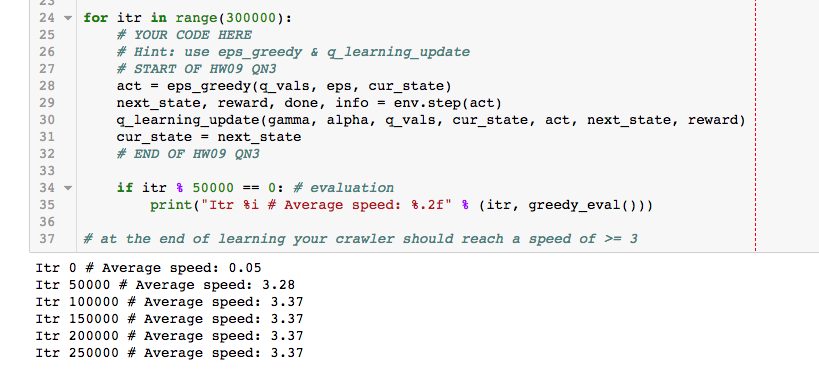 24 for itr in range(300000):
25 # YOUR CODE HERE
26 # Hint: use eps_greedy & q_learning_update
27 # START OF HW09 QN3
28 act = eps_greedy(q_vals, eps, cur_state)
29 next_state, reward, done, info = env.step(act)
30 q_learning_update(gamma, alpha, q_vals, cur_state, act, next_state, reward)
31 cur_state = next_state
32 # END OF HW09 QN3
33
34 if itr % 50000 == 0: # evaluation
35 print("Itr %i # Average speed: %.2f" % (itr, greedy_eval()))
36
37 # at the end of learning your crawler should reach a speed of >= 3
Itr 0 # Average speed: 0.05
Itr 50000 # Average speed: 3.28
Itr 100000 # Average speed: 3.37
Itr 150000 # Average speed: 3.37
Itr 200000 # Average speed: 3.37
Itr 250000 # Average speed: 3.37